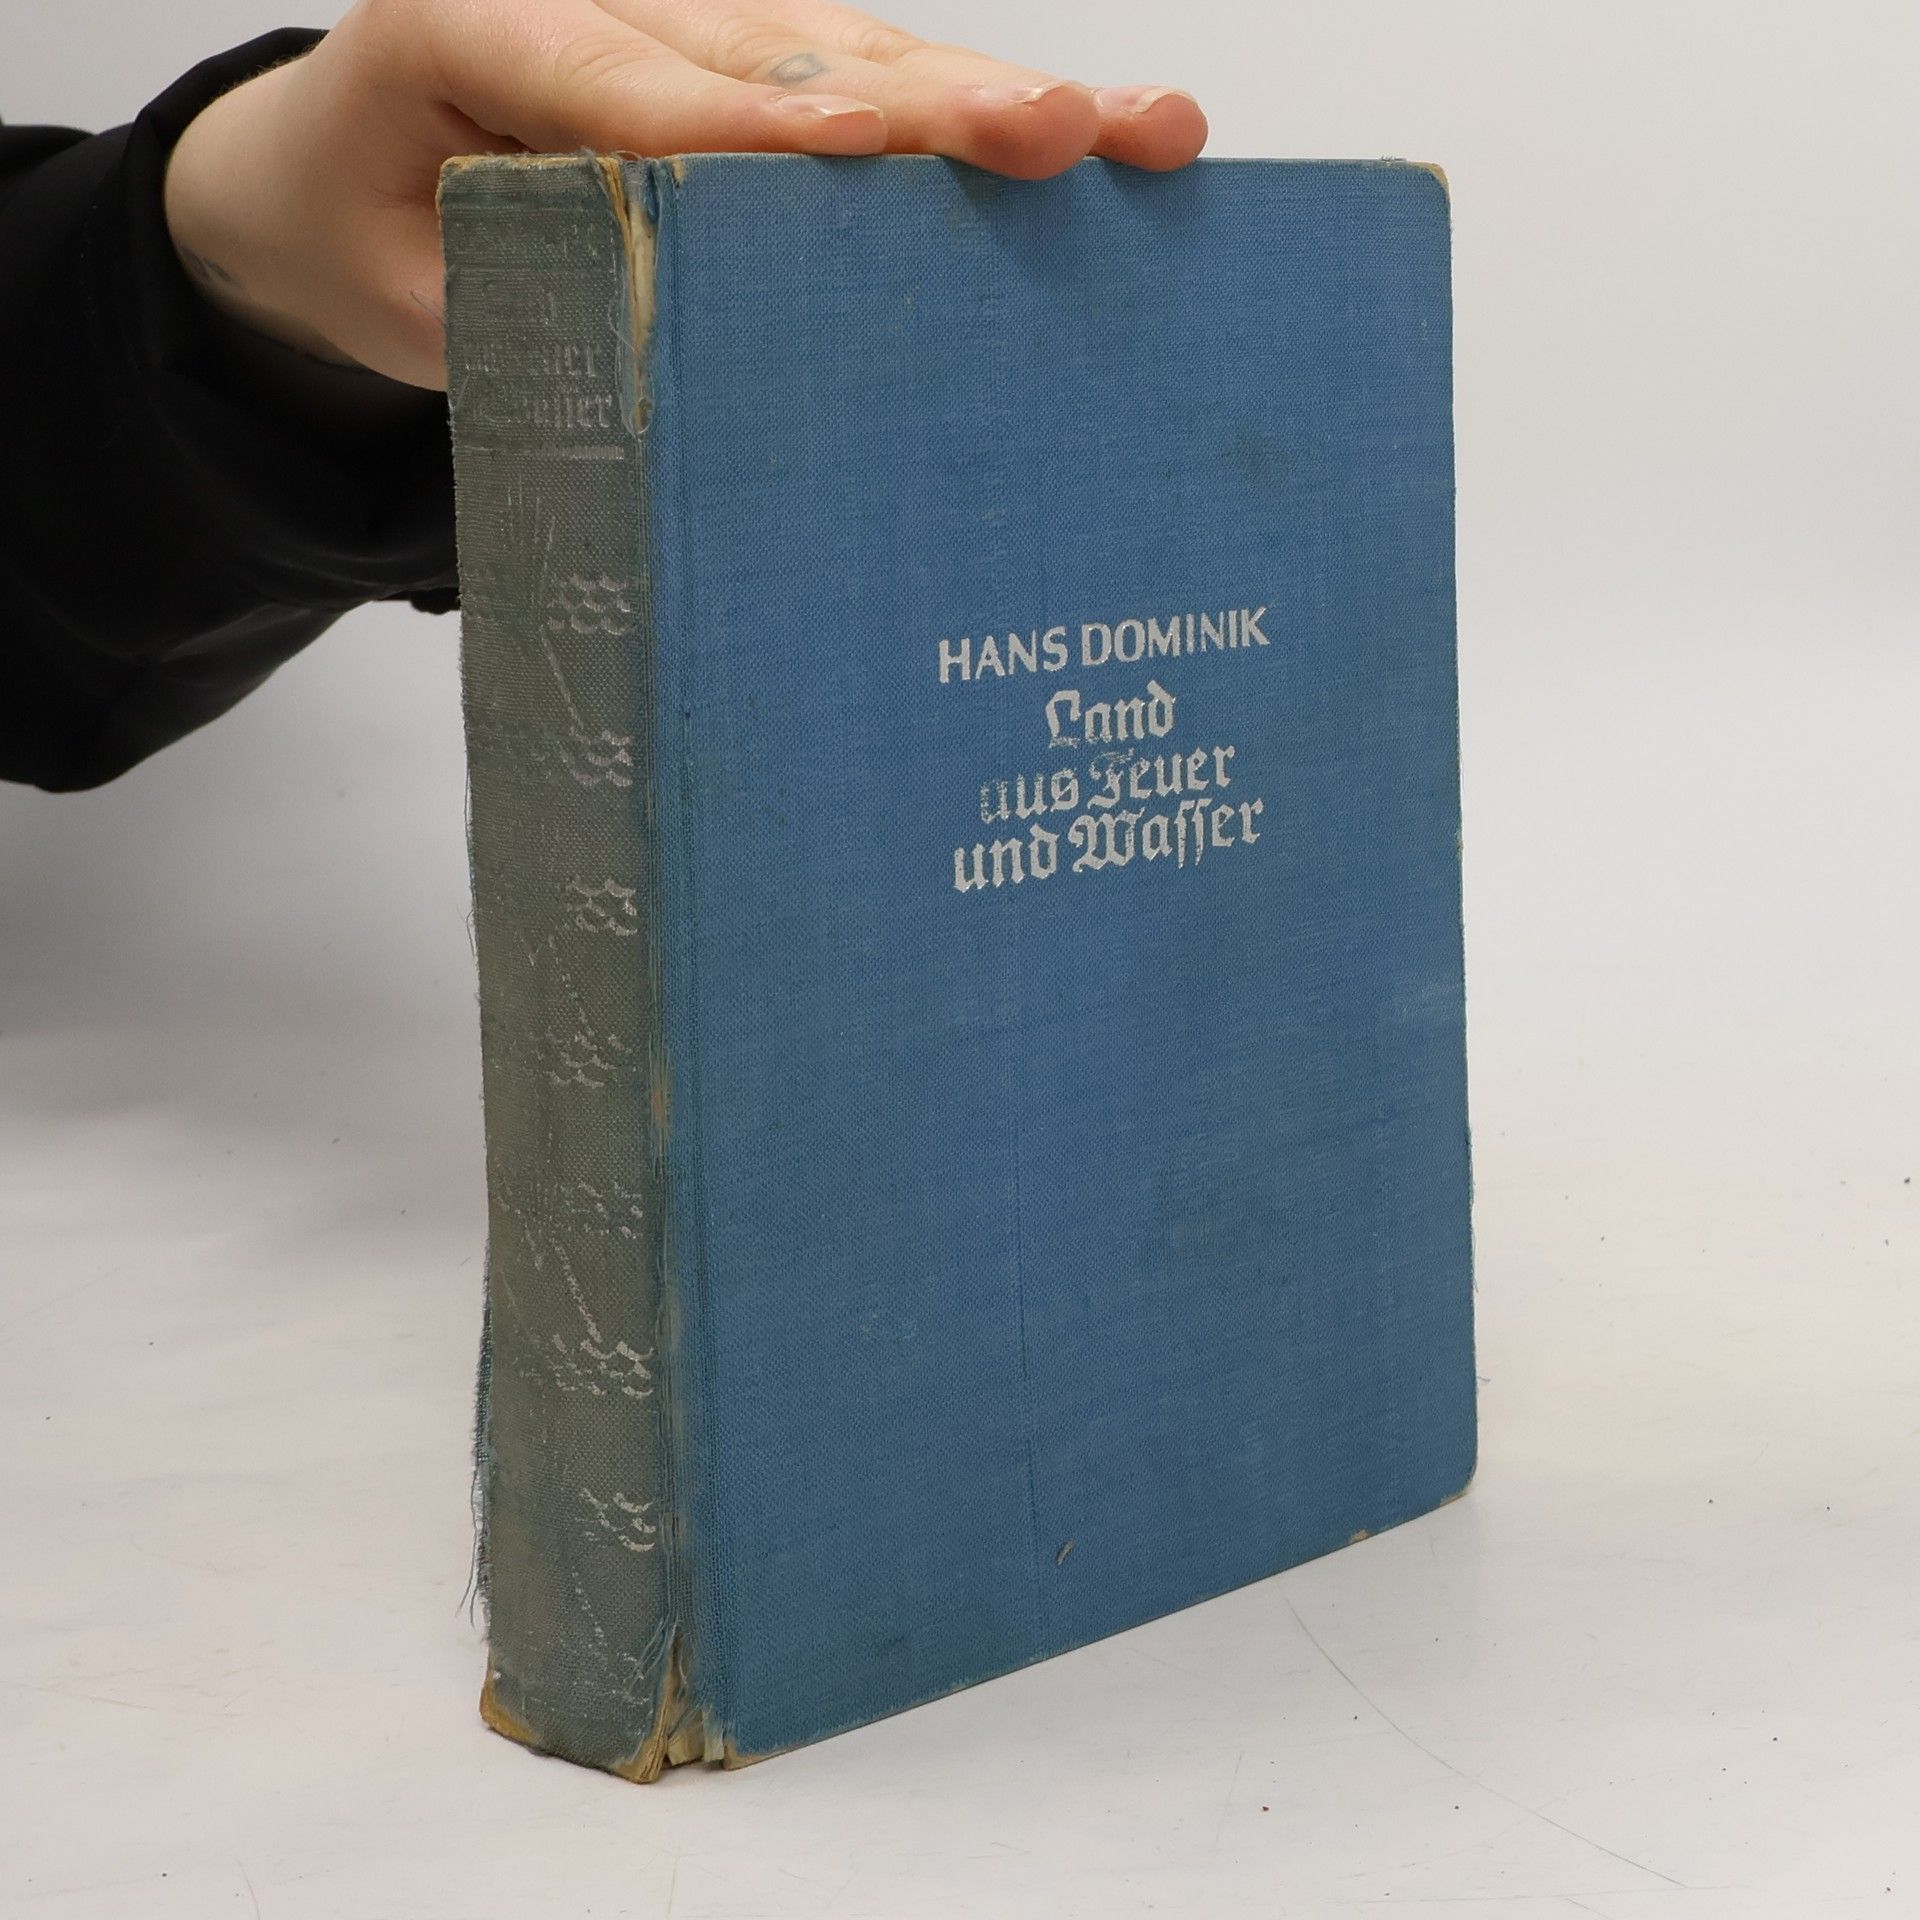 HANS DOMINIK
Land
aus Feuer
und Wasser